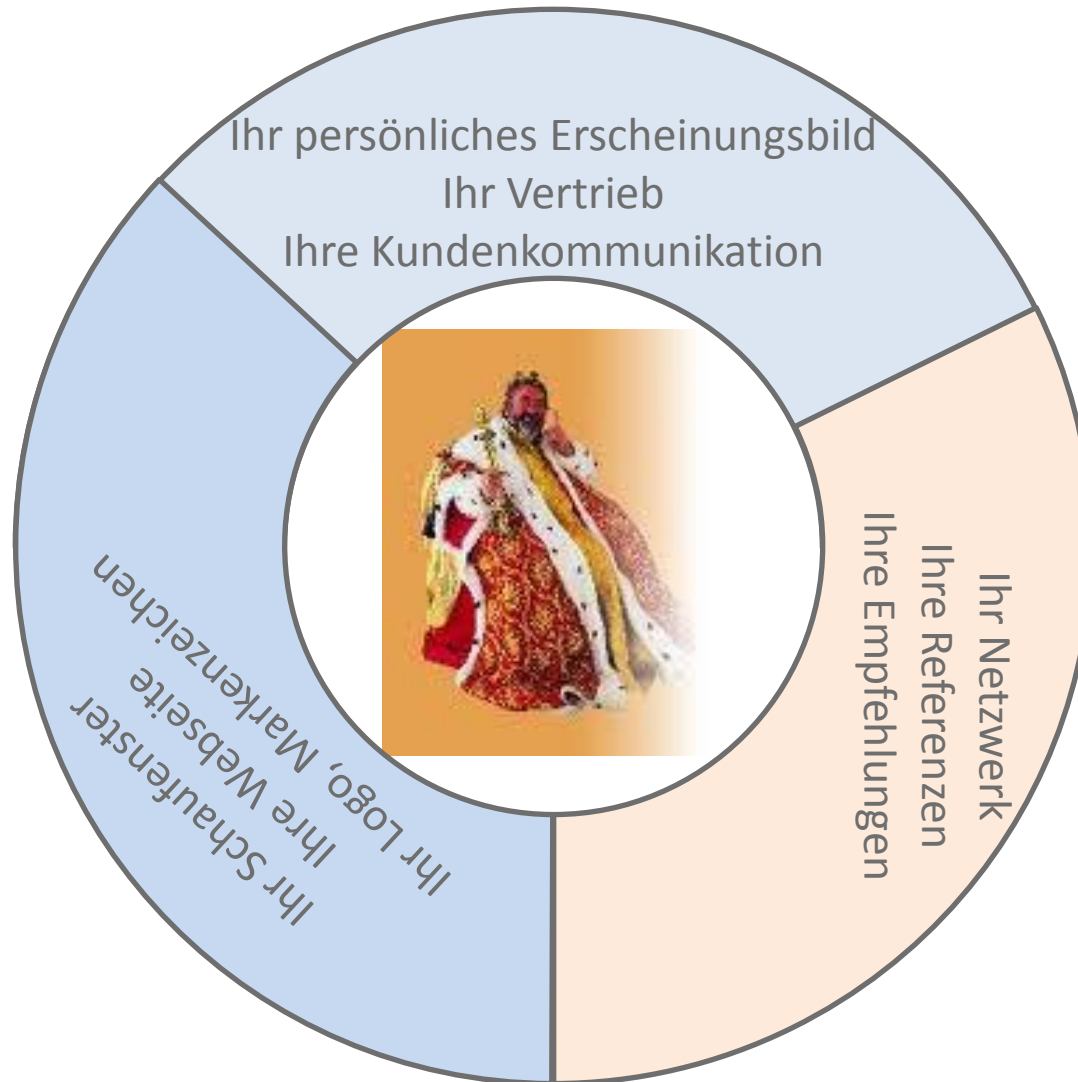 Ihr persönliches Erscheinungsbild
Ihr Vertrieb
Ihre Kundenkommunikation
Ihr Netzwerk
Ihre Referenzen
Ihre Empfehlungen
Ihr Logo, Markenzeichen
Ihre Webseite
Ihr Schaufenster